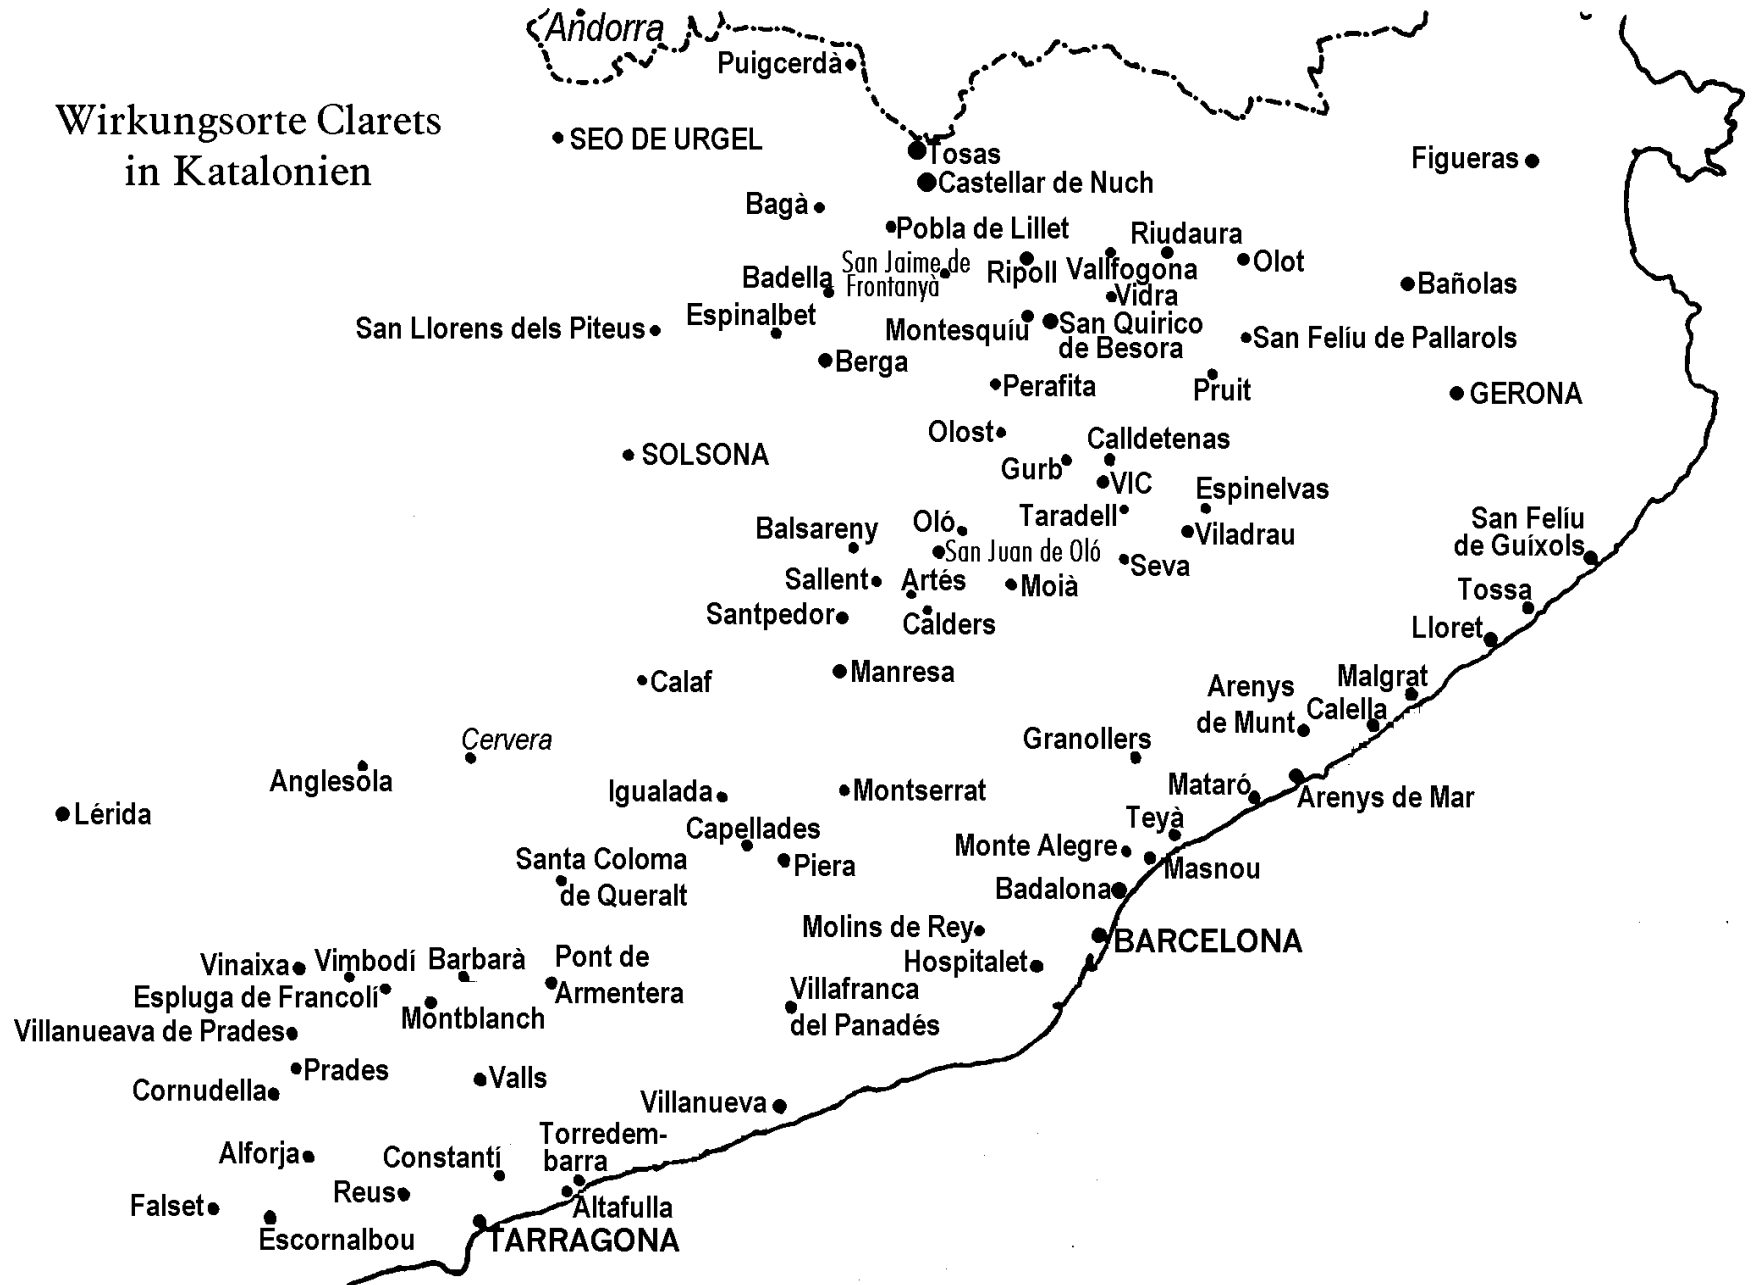 Andorra
Puigcerdà
Wirkungsorte Clarets
in Katalonien
SEO DE URGEL
Tosas
Figueras
Castellar de Nuch
Bagà
Pobla de Lillet
Riudaura
San Jaime de
Frontanyà
Ripoll
Vallfogona
Olot
Badella
Bañolas
Vidra
Espinalbet
San Llorens dels Piteus
Montesquíu
San Quirico
de Besora
San Felíu de Pallarols
Berga
Perafita
Pruit
GERONA
Olost
Calldetenas
SOLSONA
Gurb
VIC
Espinelvas
Taradell
San Felíu
de Guíxols
Balsareny
Oló
Viladrau
San Juan de Oló
Seva
Sallent
Artés
Moià
Tossa
Santpedor
Calders
Lloret
Manresa
Calaf
Malgrat
Arenys
de Munt
Calella
Cervera
Granollers
Anglesola
Igualada
Montserrat
Mataró
Arenys de Mar
Lérida
Teyà
Capellades
Monte Alegre
Santa Coloma
de Queralt
Piera
Masnou
Badalona
Molins de Rey
BARCELONA
Vinaixa
Vimbodí
Barbarà
Pont de
Armentera
Hospitalet
Espluga de Francolí
Villafranca
del Panadés
Montblanch
Villanueava de Prades
Prades
Valls
Cornudella
Villanueva
Torredem-
barra
Alforja
Constantí
Reus
Falset
Altafulla
Escornalbou
TARRAGONA